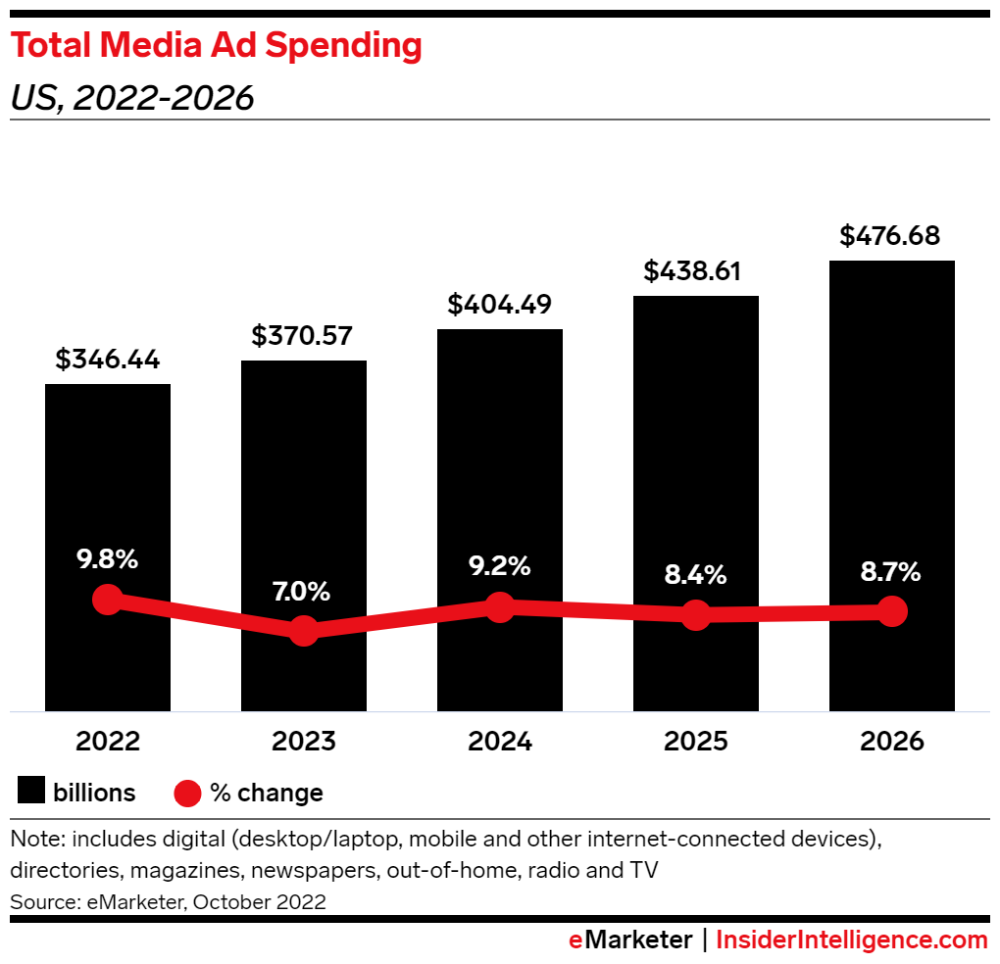 Total Media Ad Spending
US, 2022-2026
$346.44
$370.57
$404.49
$438.61
$476.68
9.8%
7.0%
9.2%
8.4%
8.7%
2022 2023 2024 2025 2026
billions % change
Note: includes digital (desktop/laptop, mobile and other internet-connected devices),
directories, magazines, newspapers, out-of-home, radio and TV
Source: eMarketer, October 2022
eMarketer | InsiderIntelligence.com